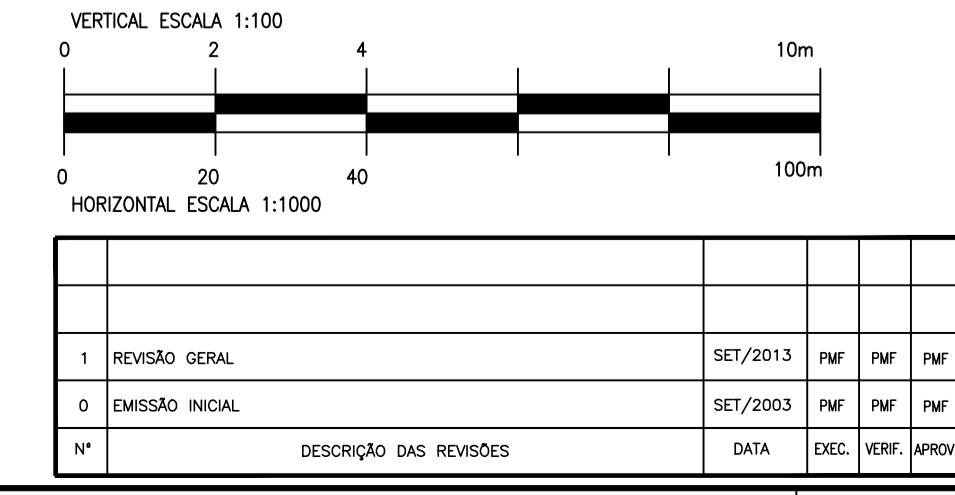 VERTICAL ESCALA 1:100
0 2 4 10m
0 20 40 100m
HORIZONTAL ESCALA 1:1000
1 REVISÃO GERAL SET/2013 PMF PMF PMF
0 EMISSÃO INICIAL SET/2003 PMF PMF PMF
Nº DESCRIÇÃO DAS REVISÕES DATA EXEC. VERIF. APROV